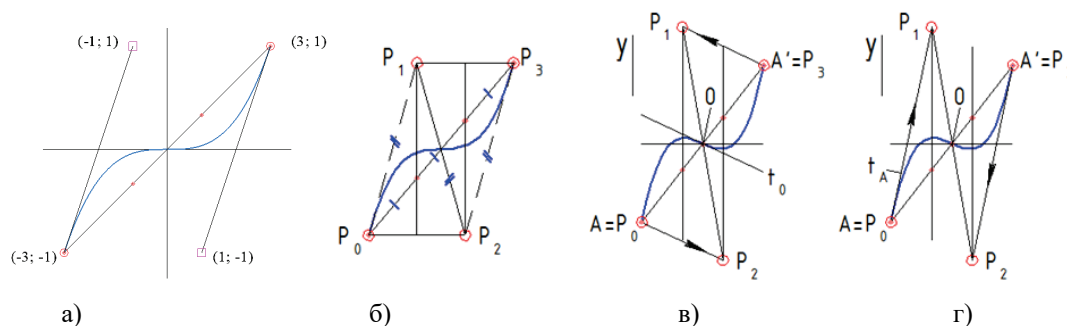 (-1; 1)
(3; 1)
(-3; -1)
(1; -1)
а)
P1
P3
P0
P2
б)
y
P1
A'=P3
0
t0
A=P0
P2
в)
y
P1
0
A'=P
tA
A=P0
P2
г)